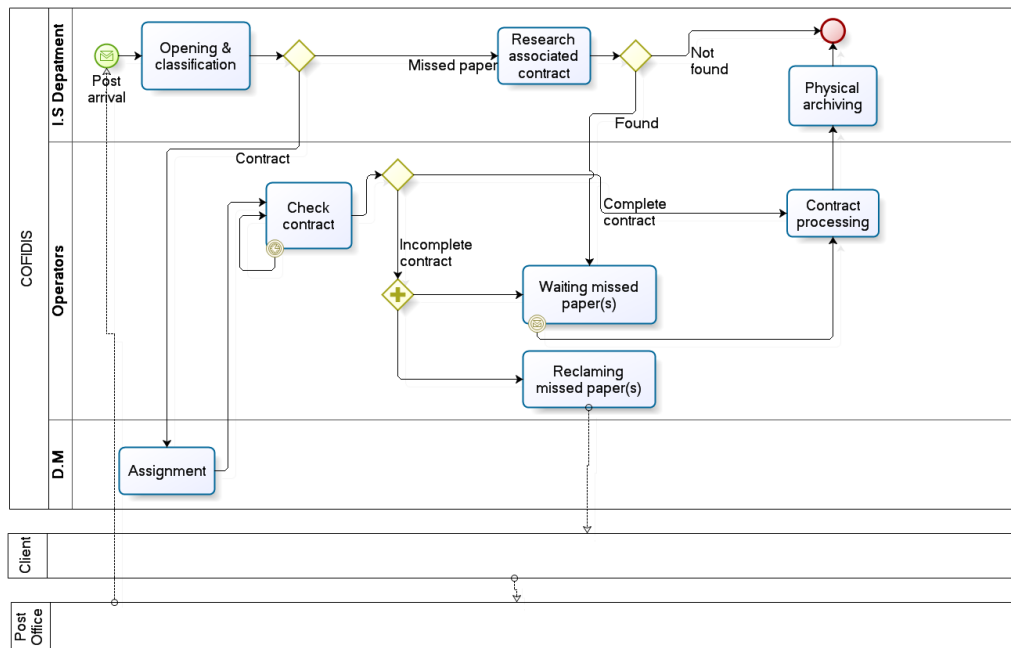 COFIDIS
I.S Depatment
Post
arrival
Opening &
classification
Missed paper
Research
associated
contract
Not
found
Found
Physical
archiving
Contract
Operators
Check
contract
Incomplete
contract
Complete
contract
Contract
processing
Waiting missed
paper(s)
Reclaming
missed paper(s)
D.M
Assignment
Client
Post
Office